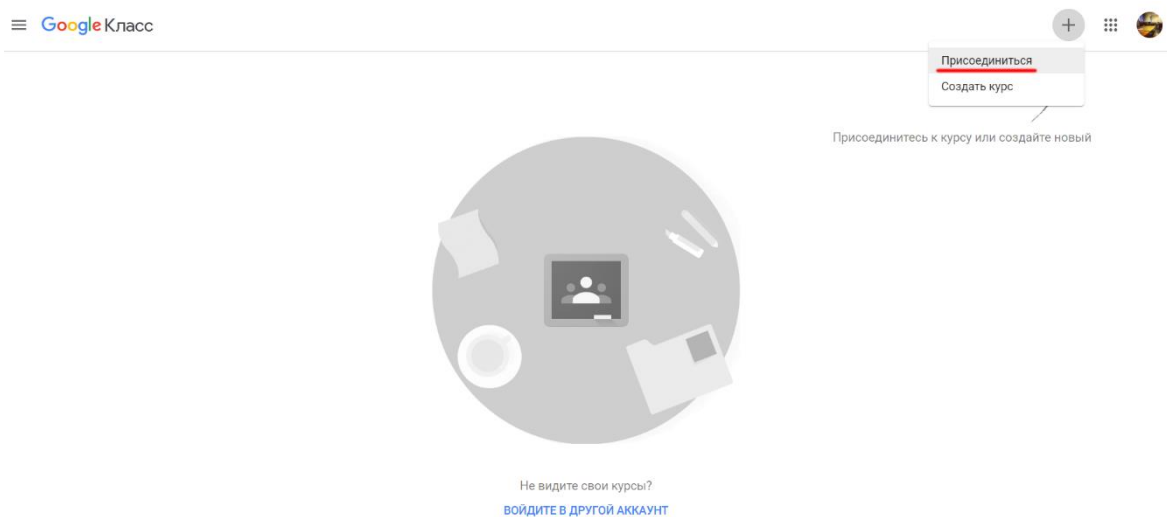 Google Класс
Присоединиться
Создать курс
Присоединитесь к курсу или создайте новый
Не видите свои курсы?
ВОЙДИТЕ В ДРУГОЙ АККАУНТ